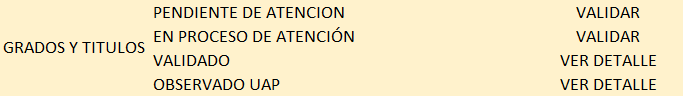 PENDIENTE DE ATENCION VALIDAR
EN PROCESO DE ATENCIÓN VALIDAR
GRADOS Y TITULOS
VALIDADO VER DETALLE
OBSERVADO UAP VER DETALLE